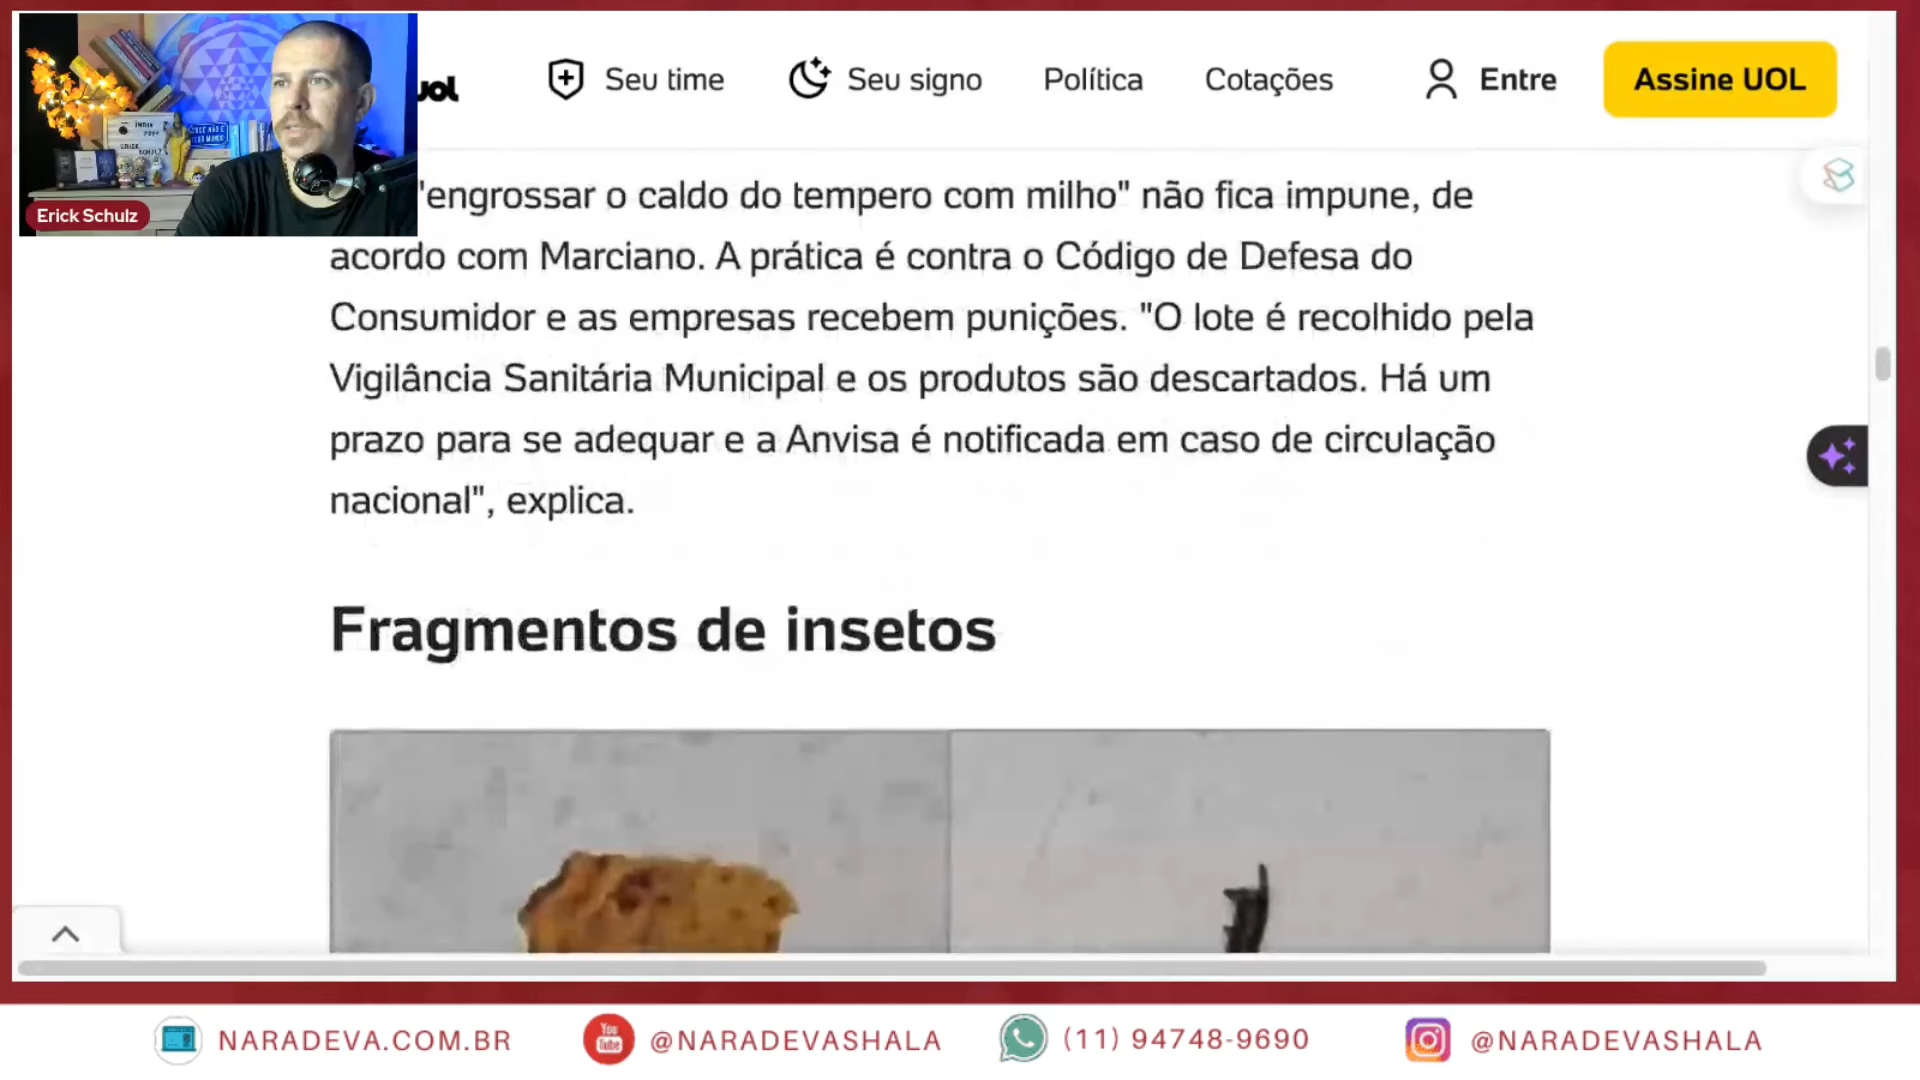 uol
Seu time
Seu signo
Política
Cotações
Entre
Assine UOL
Erick Schulz
"engrossar o caldo do tempero com milho" não fica impune, de
acordo com Marciano. A prática é contra o Código de Defesa do
Consumidor e as empresas recebem punições. "O lote é recolhido pela
Vigilância Sanitária Municipal e os produtos são descartados. Há um
prazo para se adequar e a Anvisa é notificada em caso de circulação
nacional", explica.
Fragmentos de insetos
NARADEVA.COM.BR
You
Tube
@NARADEVASHALA
(11) 94748-9690
@NARADEVASHALA